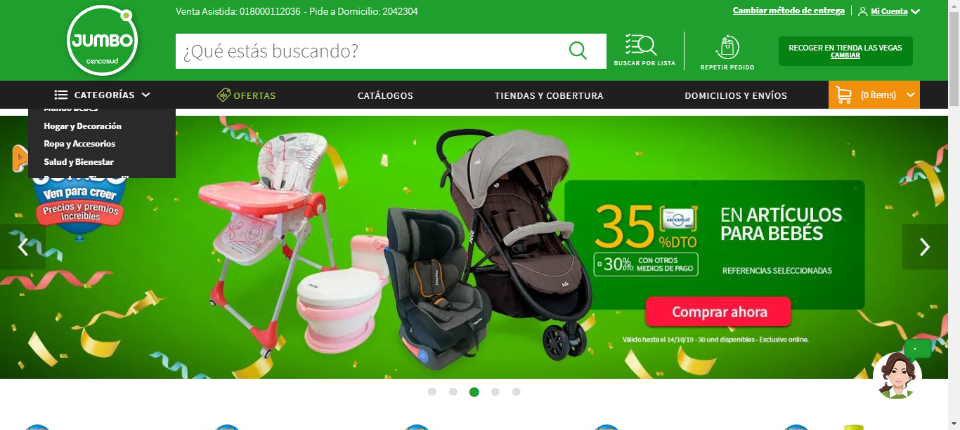 Venta Asistida: 018000112036 - Pide a Domicilio: 2042304
Cambiar método de entrega
Mi Cuenta
JUMBO
cencosud
¿Qué estás buscando?
BUSCAR POR LISTA
REPETIR PEDIDO
RECOGER EN TIENDA LAS VEGAS
CAMBIAR
CATEGORÍAS
OFERTAS
CATÁLOGOS
TIENDAS Y COBERTURA
DOMICILIOS Y ENVÍOS
(0 ítems)
Mundo Bebés
Hogar y Decoración
Ropa y Accesorios
Salud y Bienestar
Ven para creer
Precios y premios
increíbles
35
%DTO
cencosud
EN ARTÍCULOS
PARA BEBÉS
Ó 30% DTO
CON OTROS
MEDIOS DE PAGO
REFERENCIAS SELECCIONADAS
Comprar ahora
Válido hasta el 14/10/19 - 30 und disponibles - Exclusivo online.